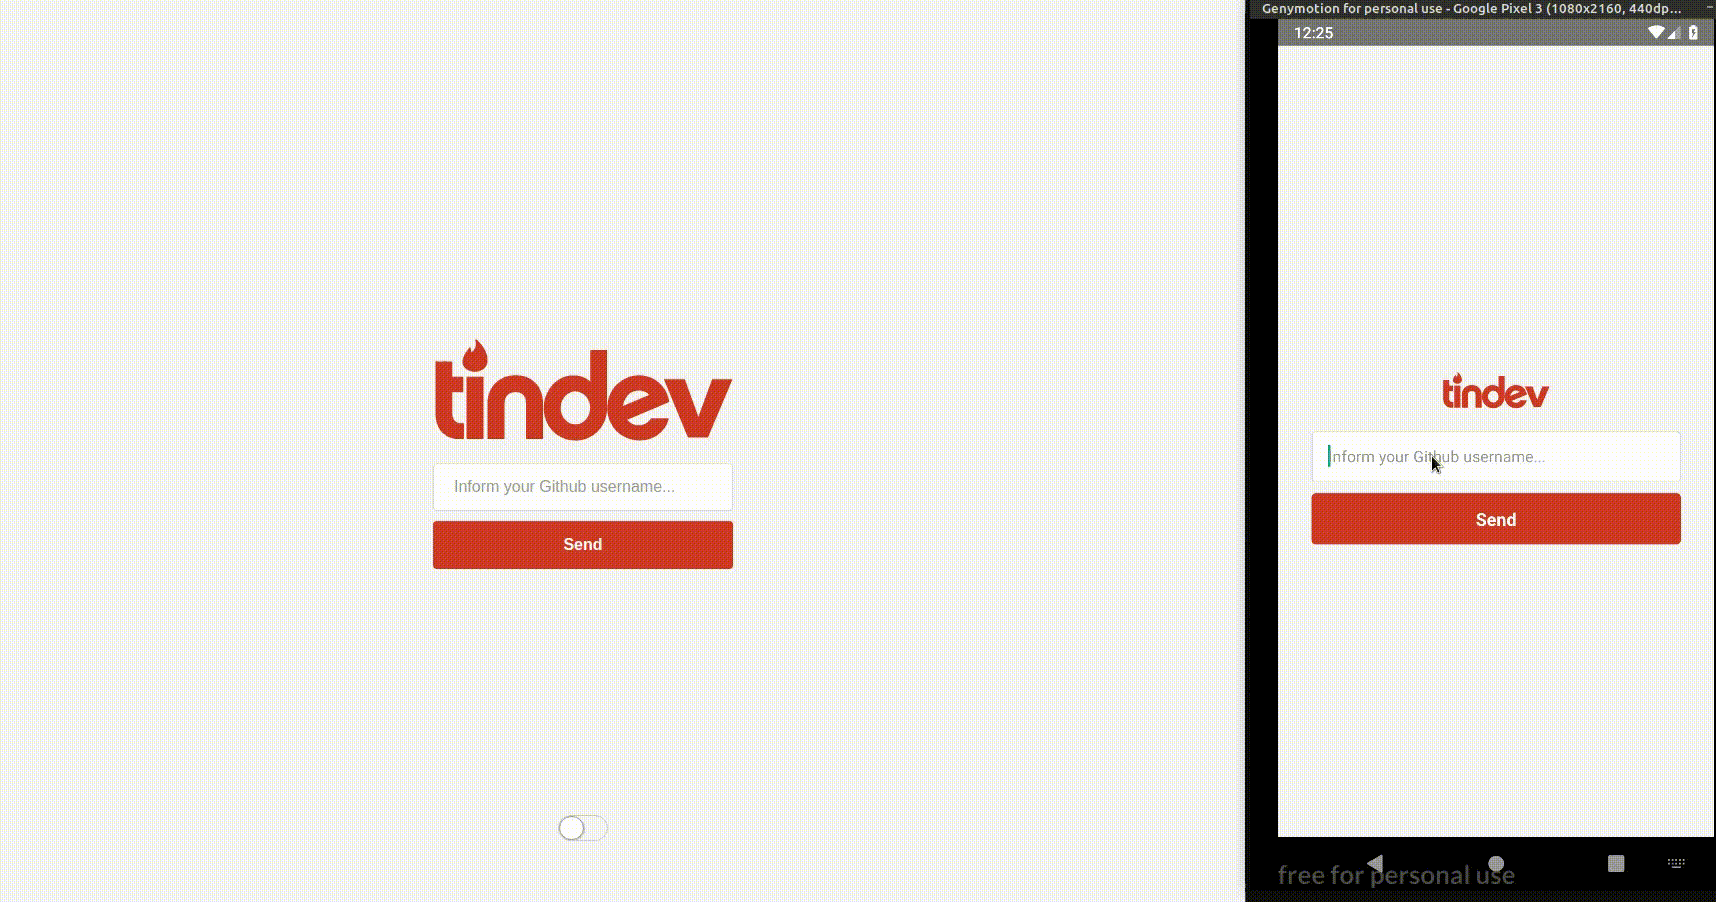 tindev
Inform your Github username...
Send
Genymotion for personal use - Google Pixel 3 (1080x2160, 440dp...
12:25
tindev
Inform your Github username...
Send
free for personal use